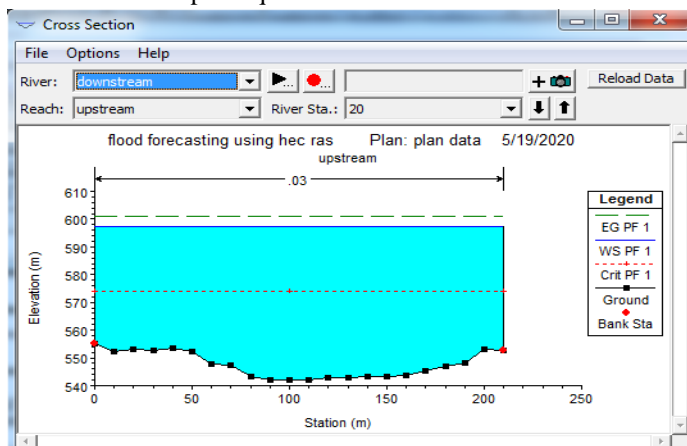 Cross Section
File Options Help
River: downstream Reload Data
Reach: upstream River Sta.: 20
flood forecasting using hec ras Plan: plan data 5/19/2020
upstream
.03
610
600
590
580
570
560
550
540
Elevation (m)
0 50 100 150 200 250
Station (m)
Legend
EG PF 1
WS PF 1
Crit PF 1
Ground
Bank Sta